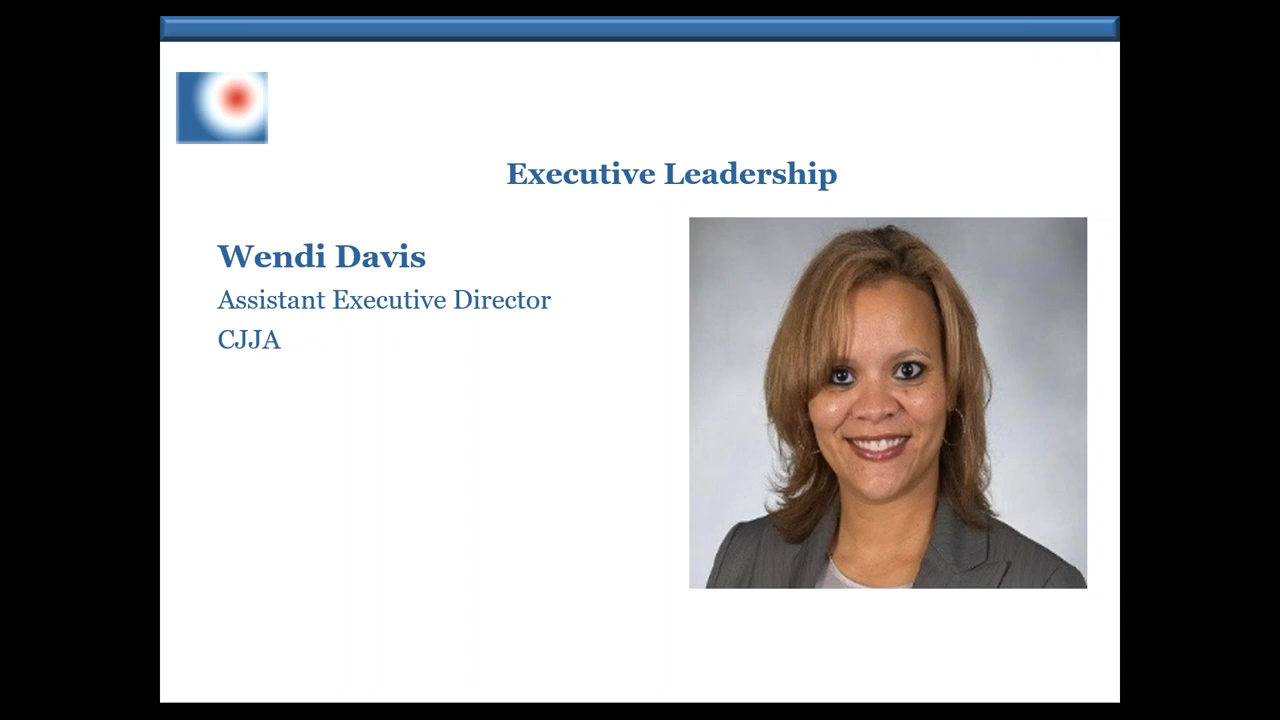 Executive Leadership
Wendi Davis
Assistant Executive Director
CJJA